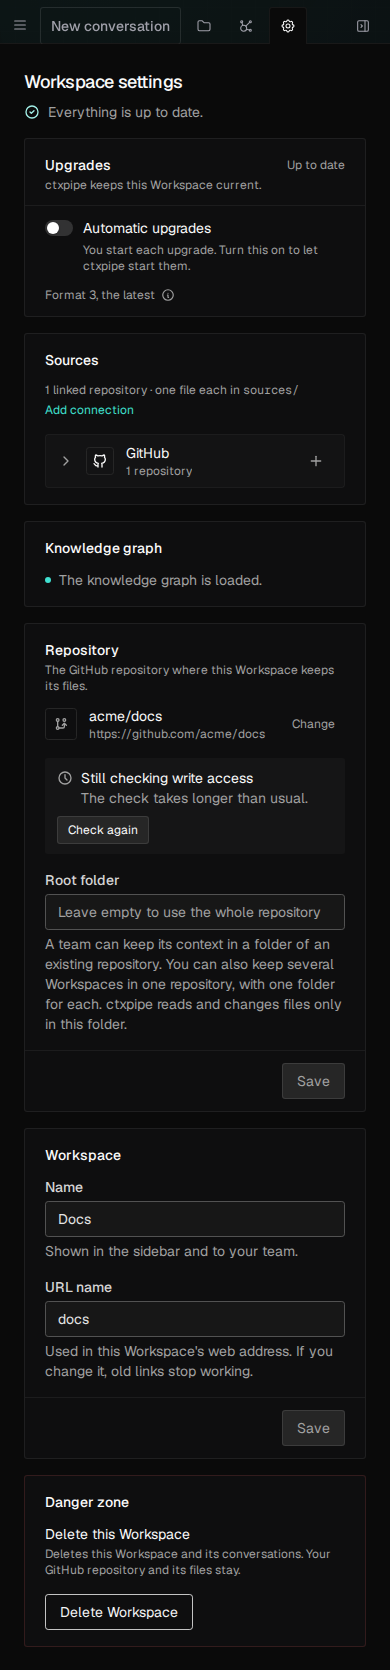 New conversation
Workspace settings
Everything is up to date.
Upgrades
Up to date
ctxpipe keeps this Workspace current.
Automatic upgrades
You start each upgrade. Turn this on to let
ctxpipe start them.
Format 3, the latest
Sources
1 linked repository · one file each in sources/
Add connection
GitHub
1 repository
Knowledge graph
The knowledge graph is loaded.
Repository
The GitHub repository where this Workspace keeps
its files.
acme/docs
https://github.com/acme/docs
Change
Still checking write access
The check takes longer than usual.
Check again
Root folder
Leave empty to use the whole repository
A team can keep its context in a folder of an
existing repository. You can also keep several
Workspaces in one repository, with one folder
for each. ctxpipe reads and changes files only
in this folder.
Save
Workspace
Name
Docs
Shown in the sidebar and to your team.
URL name
docs
Used in this Workspace's web address. If you
change it, old links stop working.
Save
Danger zone
Delete this Workspace
Deletes this Workspace and its conversations. Your
GitHub repository and its files stay.
Delete Workspace